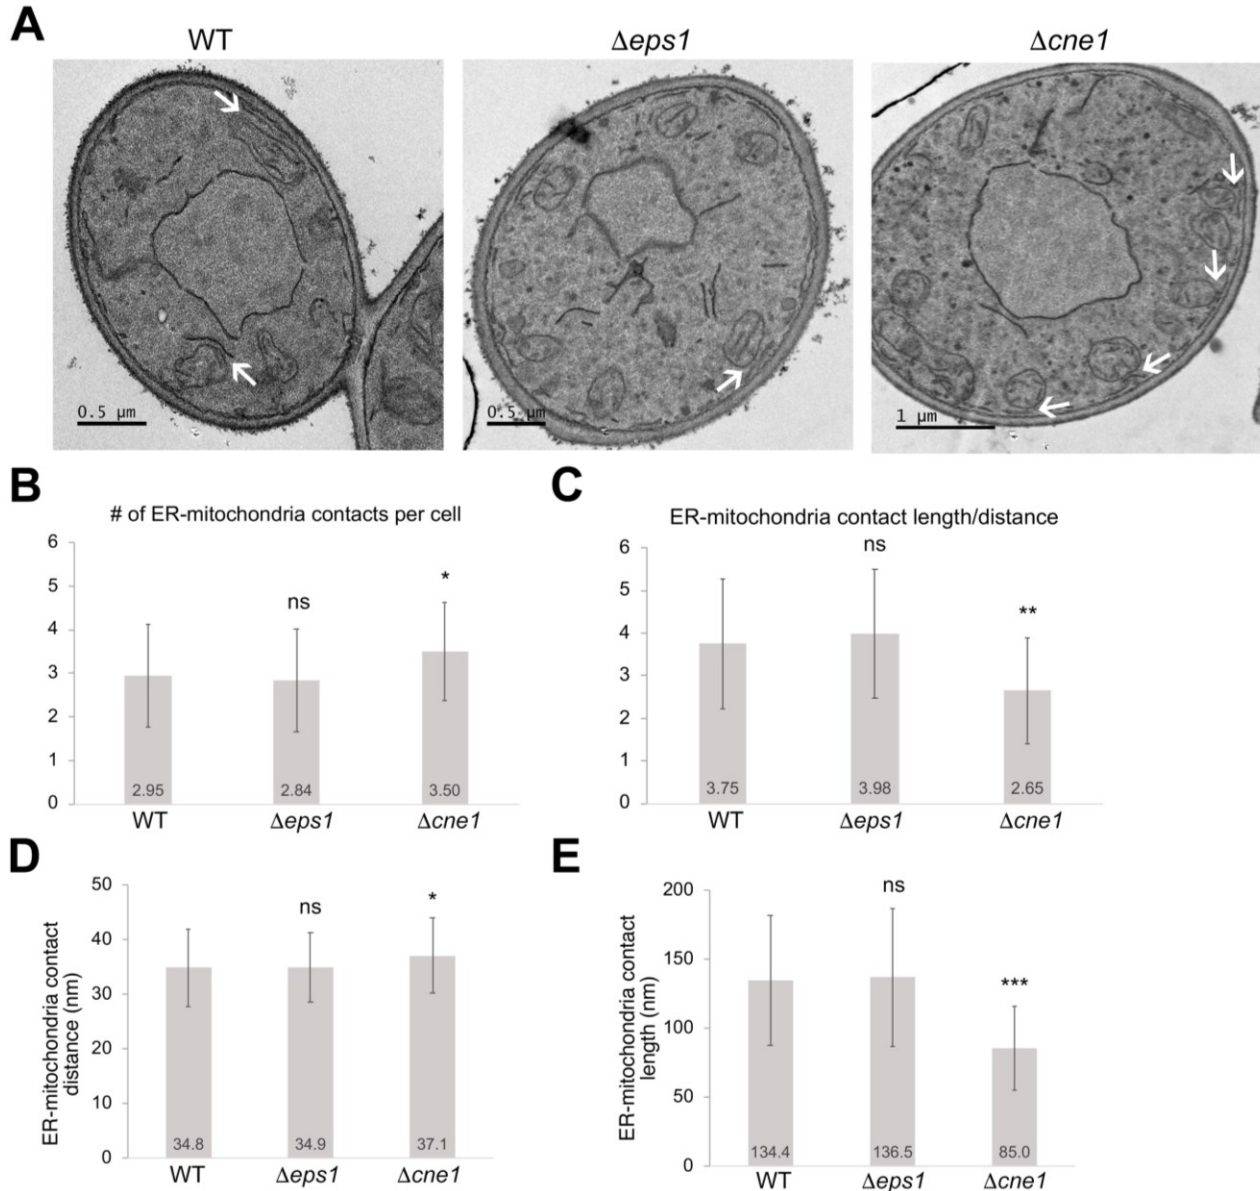 A
WT
Δeps1
Δcne1
0.5 µm
0.5 µm
1 µm
B
# of ER-mitochondria contacts per cell
6
5
4
3
2
1
0
ns
*
2.95
2.84
3.50
WT
Δeps1
Δcne1
C
ER-mitochondria contact length/distance
6
5
4
3
2
1
0
ns
**
3.75
3.98
2.65
WT
Δeps1
Δcne1
D
ER-mitochondria contact
distance (nm)
50
40
30
20
10
0
ns
*
34.8
34.9
37.1
WT
Δeps1
Δcne1
E
ER-mitochondria contact
length (nm)
200
150
100
50
0
ns
***
134.4
136.5
85.0
WT
Δeps1
Δcne1